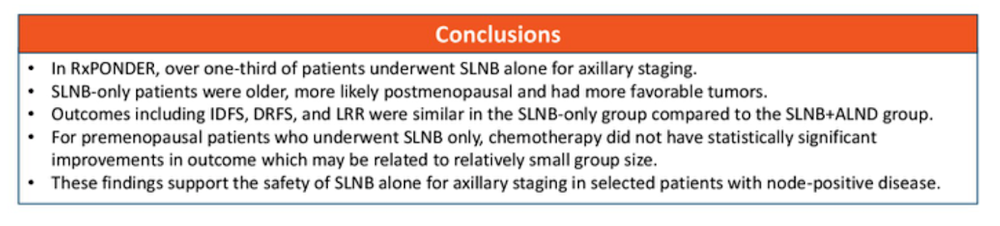 Conclusions
• In RxPONDER, over one-third of patients underwent SLNB alone for axillary staging.
• SLNB-only patients were older, more likely postmenopausal and had more favorable tumors.
• Outcomes including IDFS, DRFS, and LRR were similar in the SLNB-only group compared to the SLNB+ALND group.
• For premenopausal patients who underwent SLNB only, chemotherapy did not have statistically significant
improvements in outcome which may be related to relatively small group size.
• These findings support the safety of SLNB alone for axillary staging in selected patients with node-positive disease.